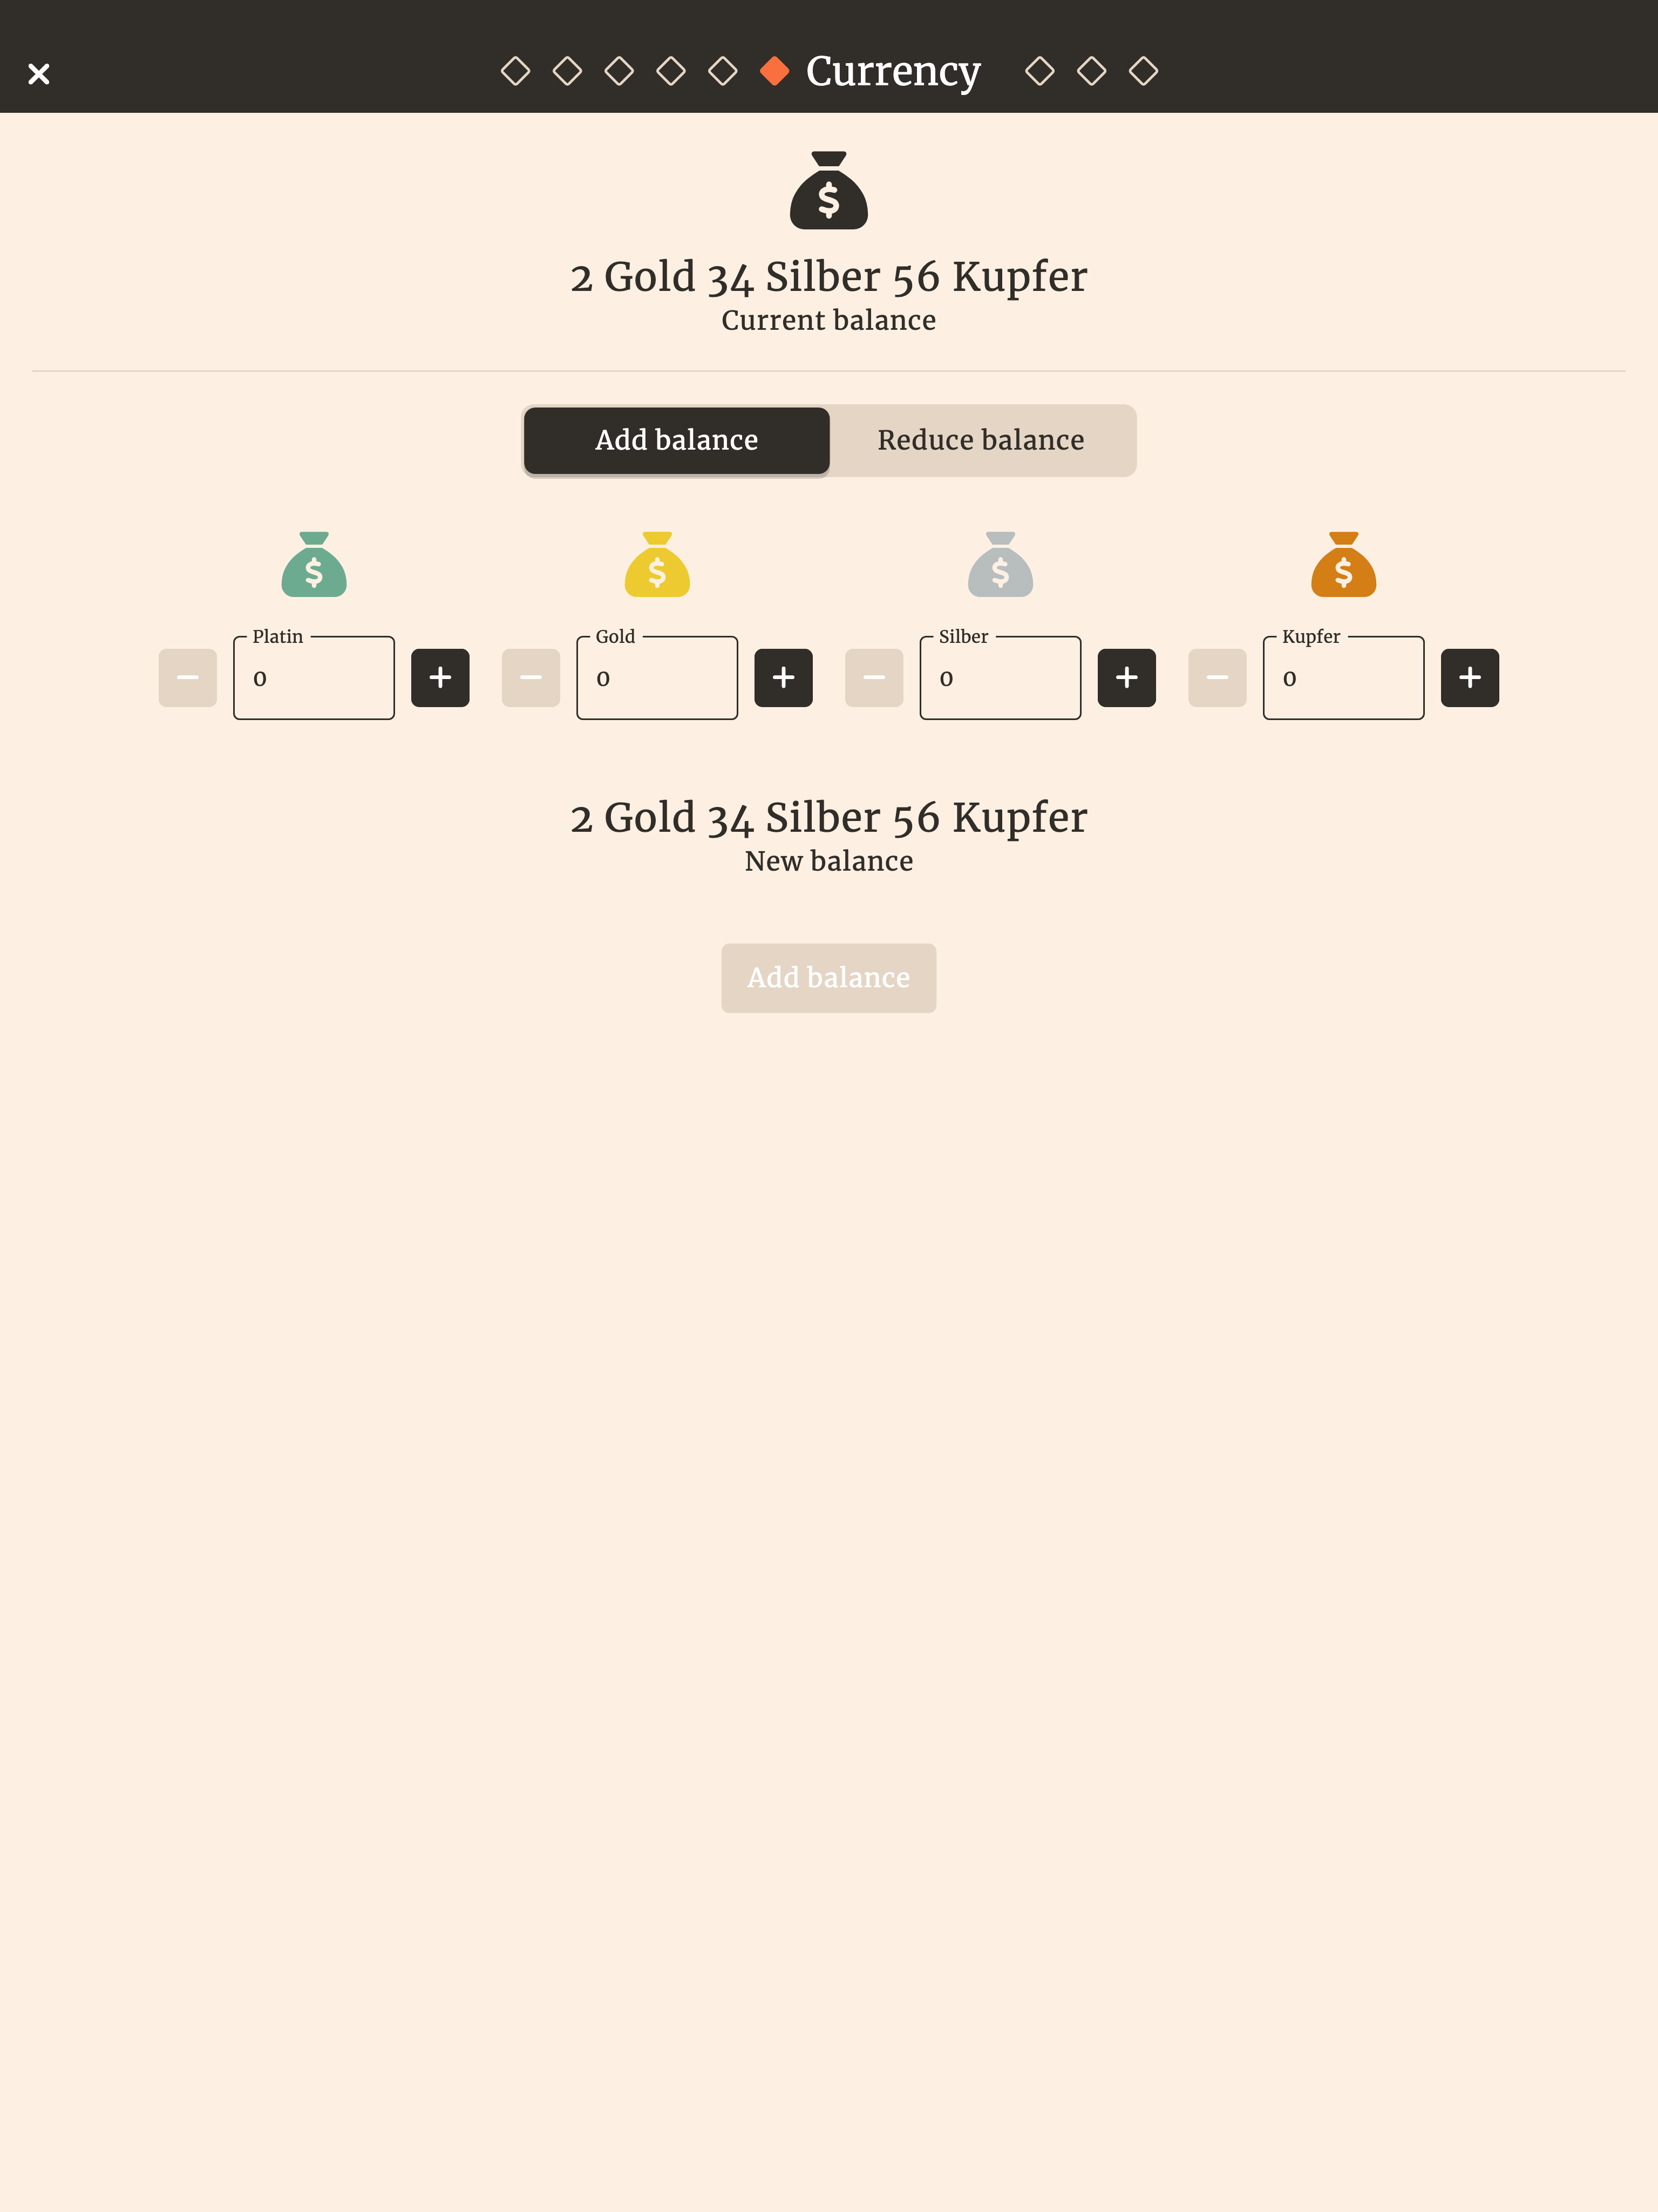 Currency
$
2 Gold 34 Silber 56 Kupfer
Current balance
Add balance Reduce balance
$ $ $ $
Platin Gold Silber Kupfer
− 0 + − 0 + − 0 + − 0 +
2 Gold 34 Silber 56 Kupfer
New balance
Add balance